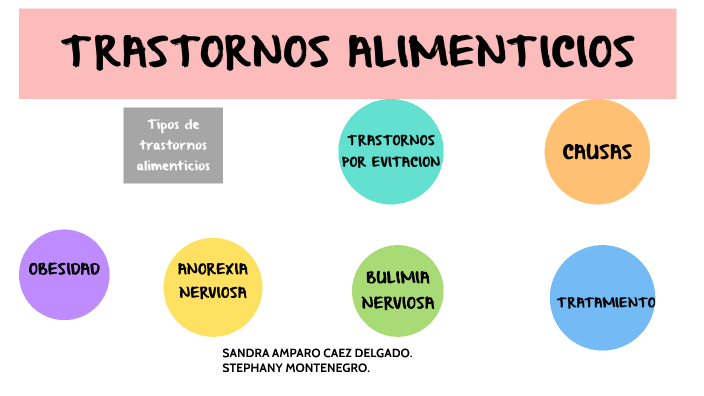 TRASTORNOS ALIMENTICIOS
Tipos de
trastornos
alimenticios
TRASTORNOS
POR EVITACION
CAUSAS
OBESIDAD
ANOREXIA
NERVIOSA
BULIMIA
NERVIOSA
TRATAMIENTO
SANDRA AMPARO CAEZ DELGADO.
STEPHANY MONTENEGRO.